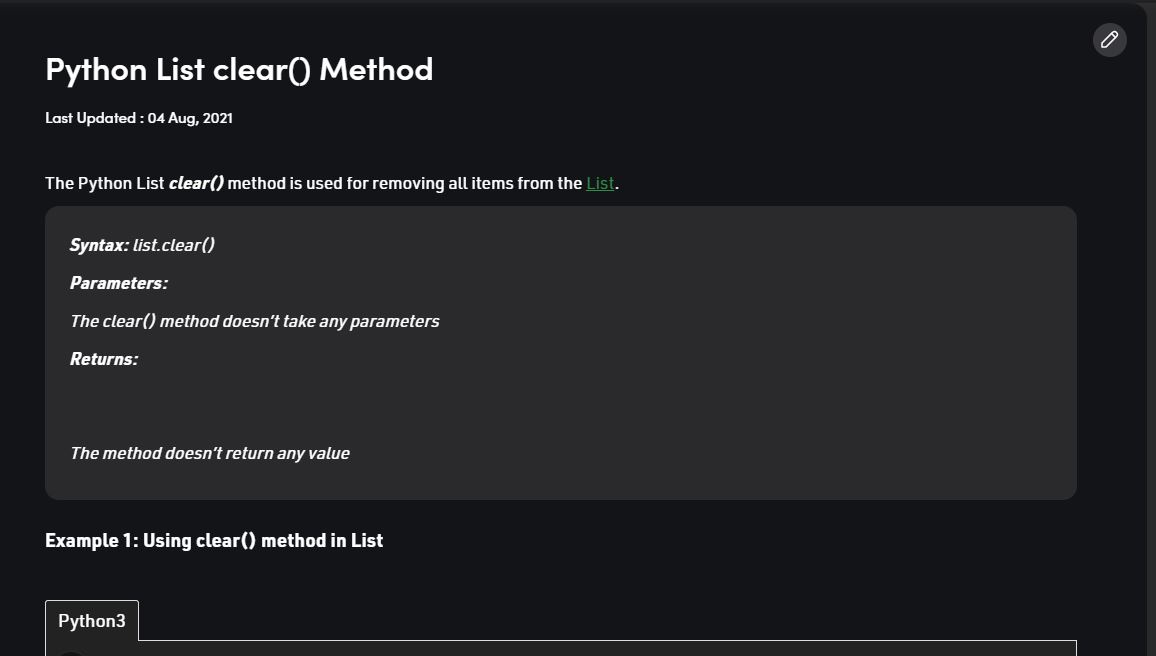 Python List clear() Method
Last Updated : 04 Aug, 2021
The Python List clear() method is used for removing all items from the List.
Syntax: list.clear()
Parameters:
The clear() method doesn’t take any parameters
Returns:
The method doesn’t return any value
Example 1: Using clear() method in List
Python3